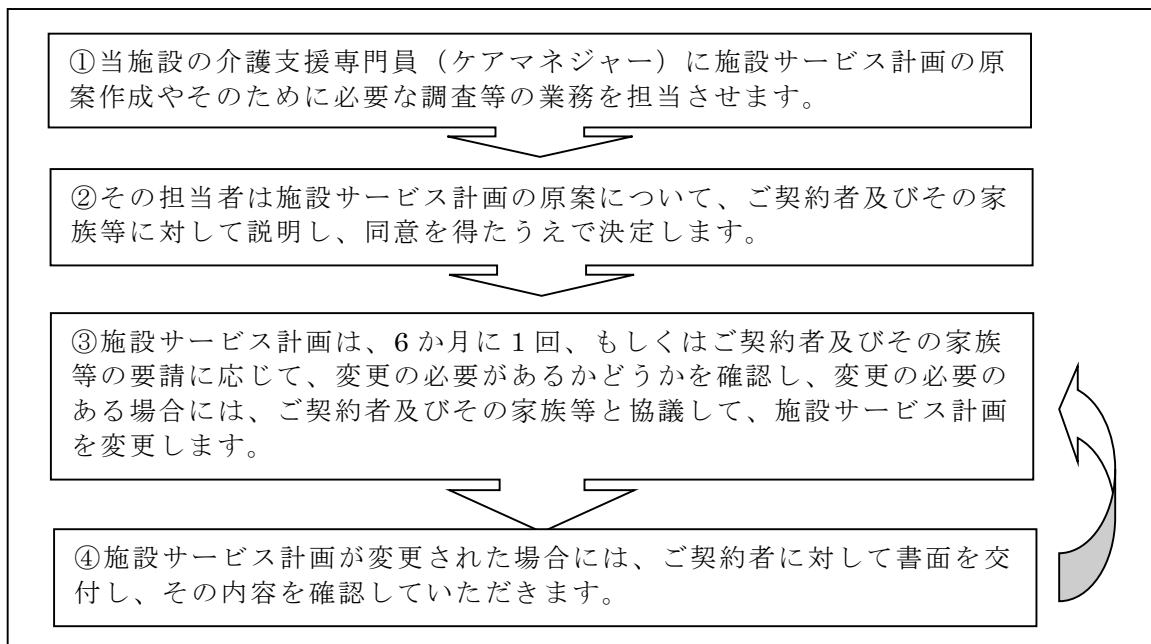 ①当施設の介護支援専門員（ケアマネジャー）に施設サービス計画の原
案作成やそのために必要な調査等の業務を担当させます。
②その担当者は施設サービス計画の原案について、ご契約者及びその家
族等に対して説明し、同意を得たうえで決定します。
③施設サービス計画は、6か月に1回、もしくはご契約者及びその家族
等の要請に応じて、変更の必要があるかどうかを確認し、変更の必要の
ある場合には、ご契約者及びその家族等と協議して、施設サービス計画
を変更します。
④施設サービス計画が変更された場合には、ご契約者に対して書面を交
付し、その内容を確認していただきます。